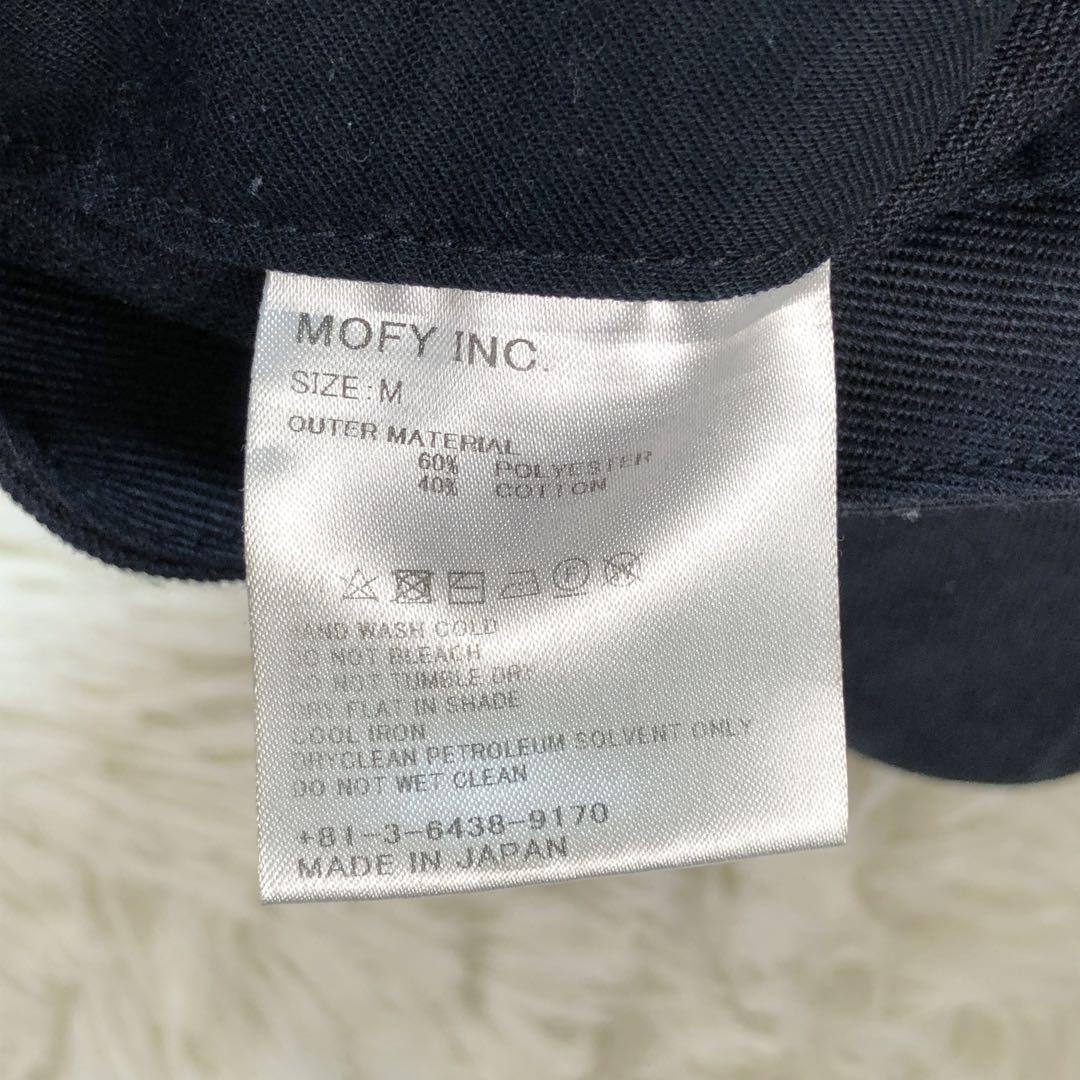 MOFY INC.
SIZE:M
OUTER MATERIAL
60% POLYESTER
40% COTTON
HAND WASH COLD
DO NOT BLEACH
DO NOT TUMBLE DRY
DRY FLAT IN SHADE
COOL IRON
DRYCLEAN PETROLEUM SOLVENT ONLY
DO NOT WET CLEAN
+81-3-6438-9170
MADE IN JAPAN